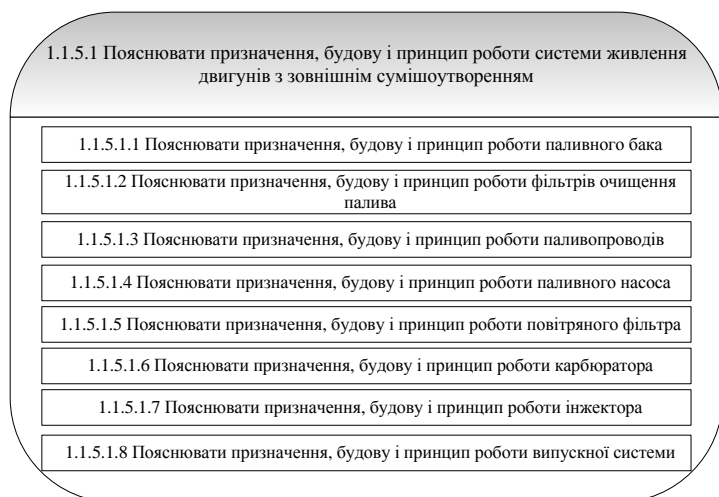 1.1.5.1 Пояснювати призначення, будову і принцип роботи системи живлення
двигунів з зовнішнім сумішоутворенням
1.1.5.1.1 Пояснювати призначення, будову і принцип роботи паливного бака
1.1.5.1.2 Пояснювати призначення, будову і принцип роботи фільтрів очищення
палива
1.1.5.1.3 Пояснювати призначення, будову і принцип роботи паливопроводів
1.1.5.1.4 Пояснювати призначення, будову і принцип роботи паливного насоса
1.1.5.1.5 Пояснювати призначення, будову і принцип роботи повітряного фільтра
1.1.5.1.6 Пояснювати призначення, будову і принцип роботи карбюратора
1.1.5.1.7 Пояснювати призначення, будову і принцип роботи інжектора
1.1.5.1.8 Пояснювати призначення, будову і принцип роботи випускної системи